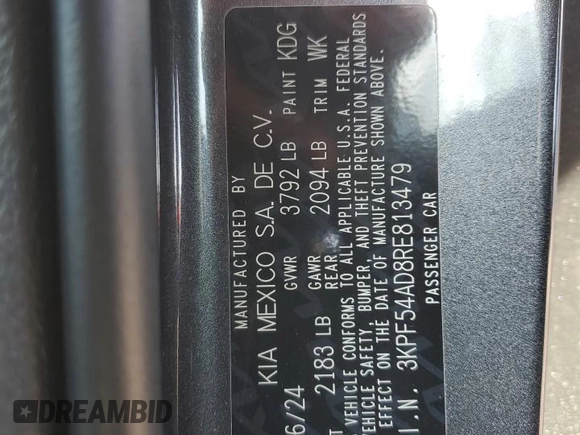 MANUFACTURED BY
KIA MEXICO S.A. DE C.V.
6/24 GVWR 3792 LB PAINT KDG
GAWR
2183 LB REAR 2094 LB TRIM WK
VEHICLE CONFORMS TO ALL APPLICABLE U.S.A. FEDERAL
VEHICLE SAFETY, BUMPER, AND THEFT PREVENTION STANDARDS
EFFECT ON THE DATE OF MANUFACTURE SHOWN ABOVE.
I.N. 3KPF54AD8RE813479
PASSENGER CAR
DREAMBID